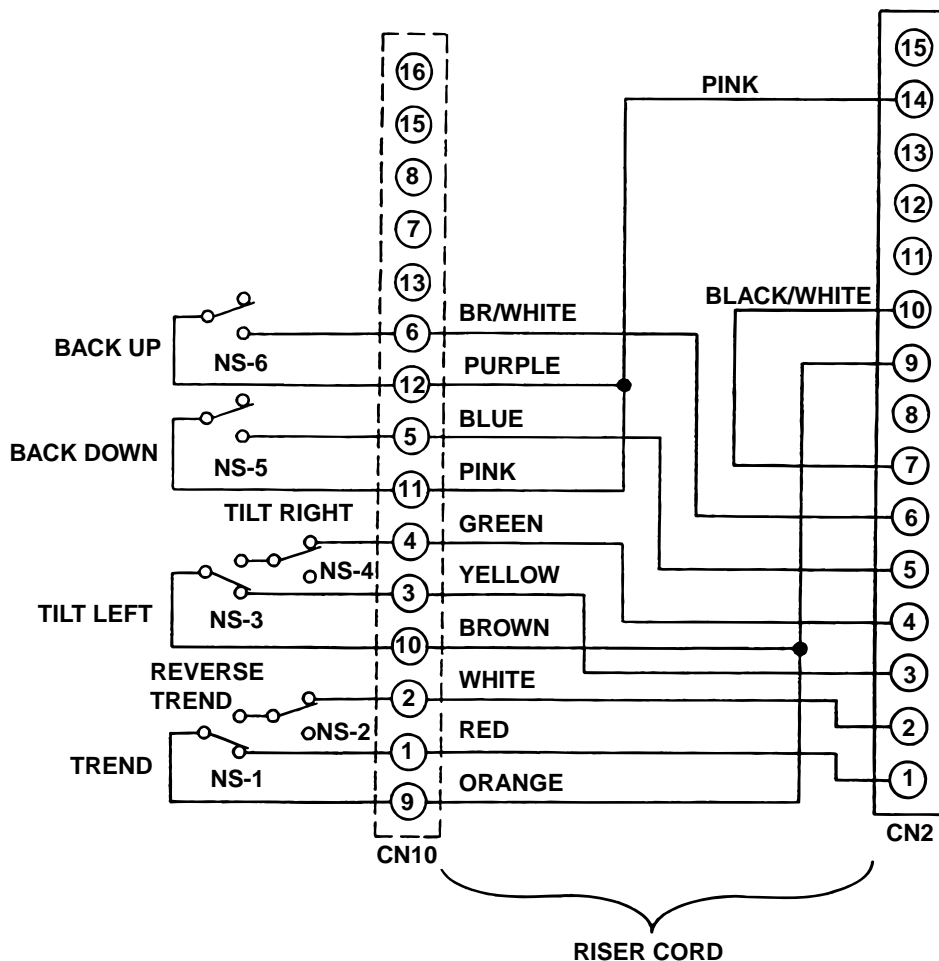 16
15
8
7
13
6
12
5
11
4
3
10
2
1
9
CN10
BACK UP
NS-6
BACK DOWN
NS-5
TILT RIGHT
NS-4
TILT LEFT
NS-3
REVERSE
TREND
NS-2
TREND
NS-1
BR/WHITE
PURPLE
BLUE
PINK
GREEN
YELLOW
BROWN
WHITE
RED
ORANGE
PINK
BLACK/WHITE
15
14
13
12
11
10
9
8
7
6
5
4
3
2
1
CN2
RISER CORD